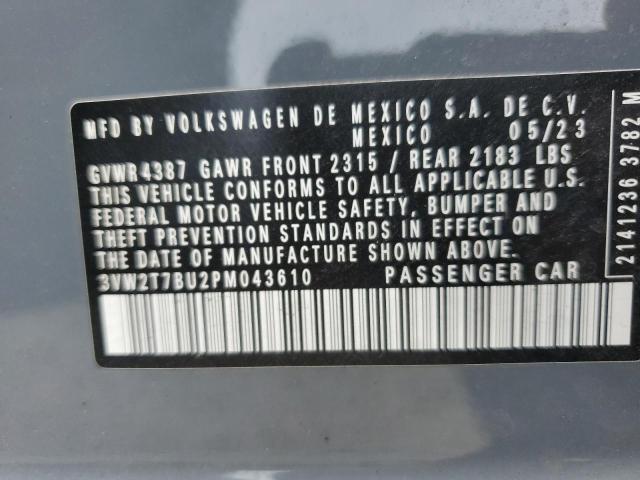 MFD BY VOLKSWAGEN DE MEXICO S.A. DE C.V.
MEXICO 05/23
GVWR 4387 GAWR FRONT 2315 / REAR 2183 LBS
THIS VEHICLE CONFORMS TO ALL APPLICABLE U.S.
FEDERAL MOTOR VEHICLE SAFETY, BUMPER AND
THEFT PREVENTION STANDARDS IN EFFECT ON
THE DATE OF MANUFACTURE SHOWN ABOVE.
3VW2T7BU2PM043610 PASSENGER CAR
2141236 3782 M